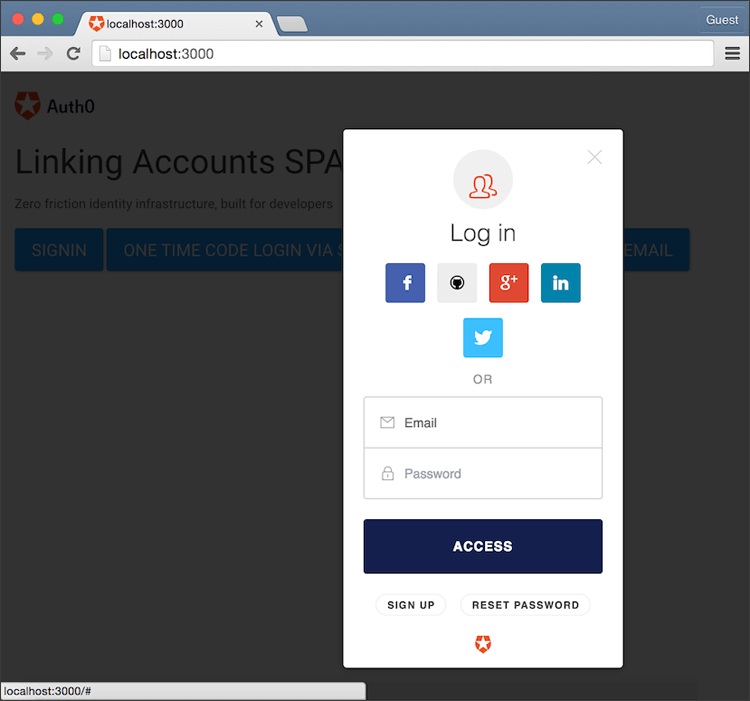 localhost:3000
Guest
localhost:3000
Auth0
Linking Accounts SPA
Zero friction identity infrastructure, built for developers
SIGNIN
ONE TIME CODE LOGIN VIA
EMAIL
Log in
f
g+
in
OR
Email
Password
ACCESS
SIGN UP
RESET PASSWORD
localhost:3000/#